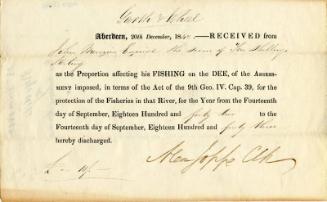 Garth & Ethie
Aberdeen, 20th December, 184 RECEIVED from
John Esquire the sum of Ten Shillings
Sterling
as the Proportion affecting his FISHING on the DEE, of the ASSESS-
MENT imposed, in terms of the Act of the 9th Geo. IV. Cap. 39, for
the protection of the Fisheries in that River, for the Year from the Fourteenth
day of September, Eighteen Hundred and forty two to the
Fourteenth day of September, Eighteen Hundred and forty three
hereby discharged.
£ - 10/-
Alex Jopp Clk